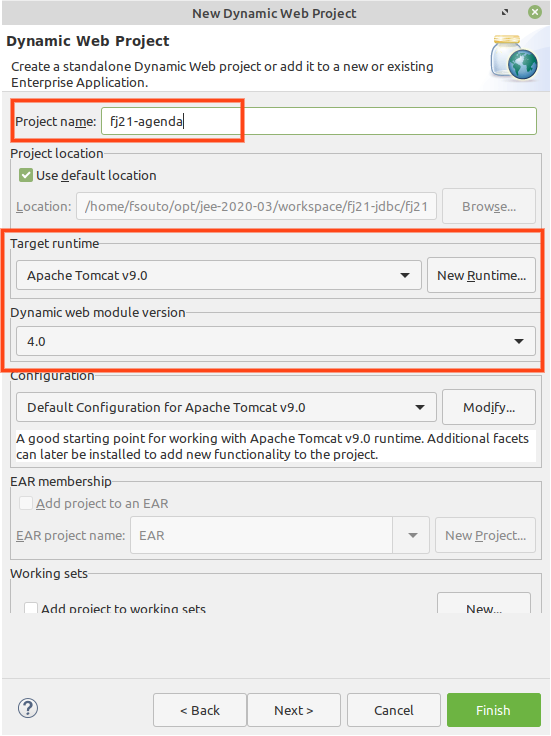 New Dynamic Web Project
Dynamic Web Project
Create a standalone Dynamic Web project or add it to a new or existing
Enterprise Application.
Project name: fj21-agenda
Project location
Use default location
Location: /home/fsouto/opt/jee-2020-03/workspace/fj21-jdbc/fj21 Browse...
Target runtime
Apache Tomcat v9.0 New Runtime...
Dynamic web module version
4.0
Configuration
Default Configuration for Apache Tomcat v9.0 Modify...
A good starting point for working with Apache Tomcat v9.0 runtime. Additional facets
can later be installed to add new functionality to the project.
EAR membership
Add project to an EAR
EAR project name: EAR New Project...
Working sets
Add project to working sets New...
? < Back Next > Cancel Finish